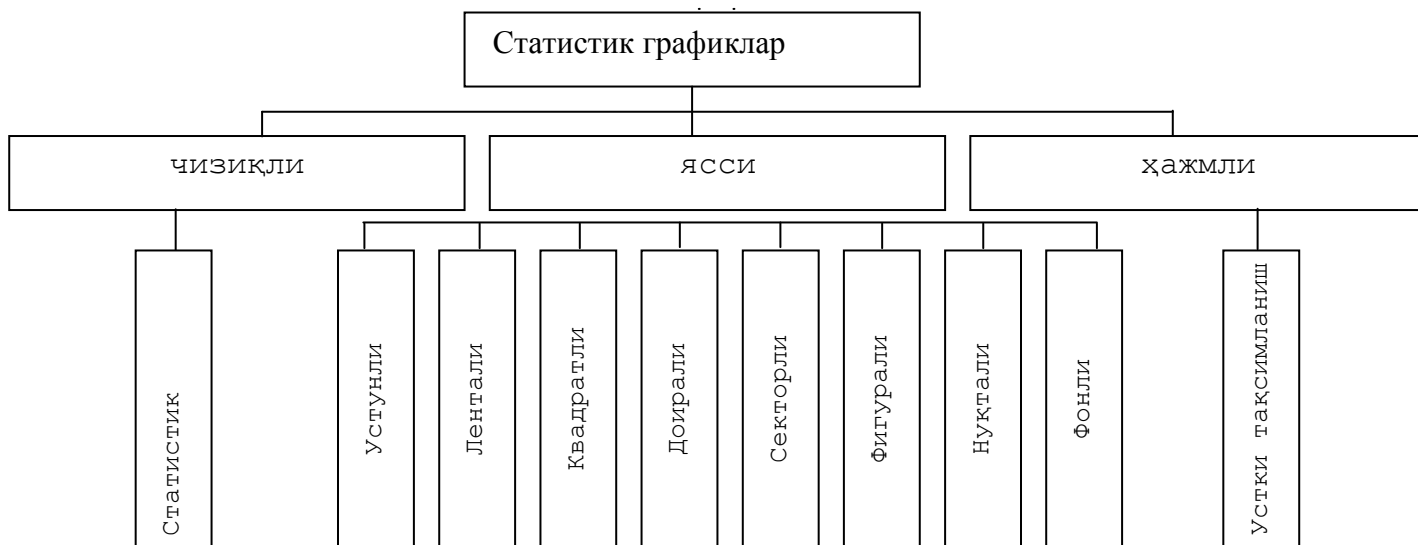 Статистик графиклар
чизиқли
ясси
ҳажмли
Статистик
Устунли
Лентали
Квадратли
Доирали
Секторли
Фигурали
Нуқтали
Фонли
Устки тақсимланиш